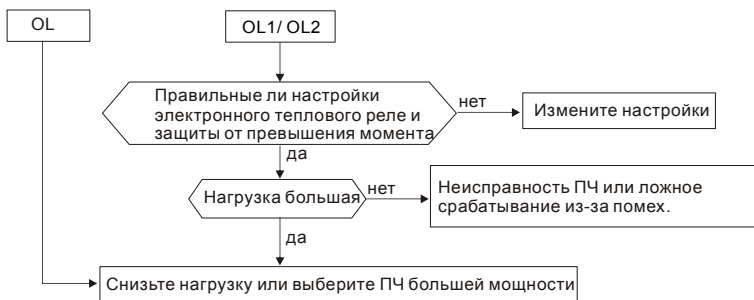 OL
OL1/ OL2
Правильные ли настройки
электронного теплового реле и
защиты от превышения момента
нет
Измените настройки
да
Нагрузка большая
нет
Неисправность ПЧ или ложное
срабатывание из-за помех.
да
Снизьте нагрузку или выберите ПЧ большей мощности